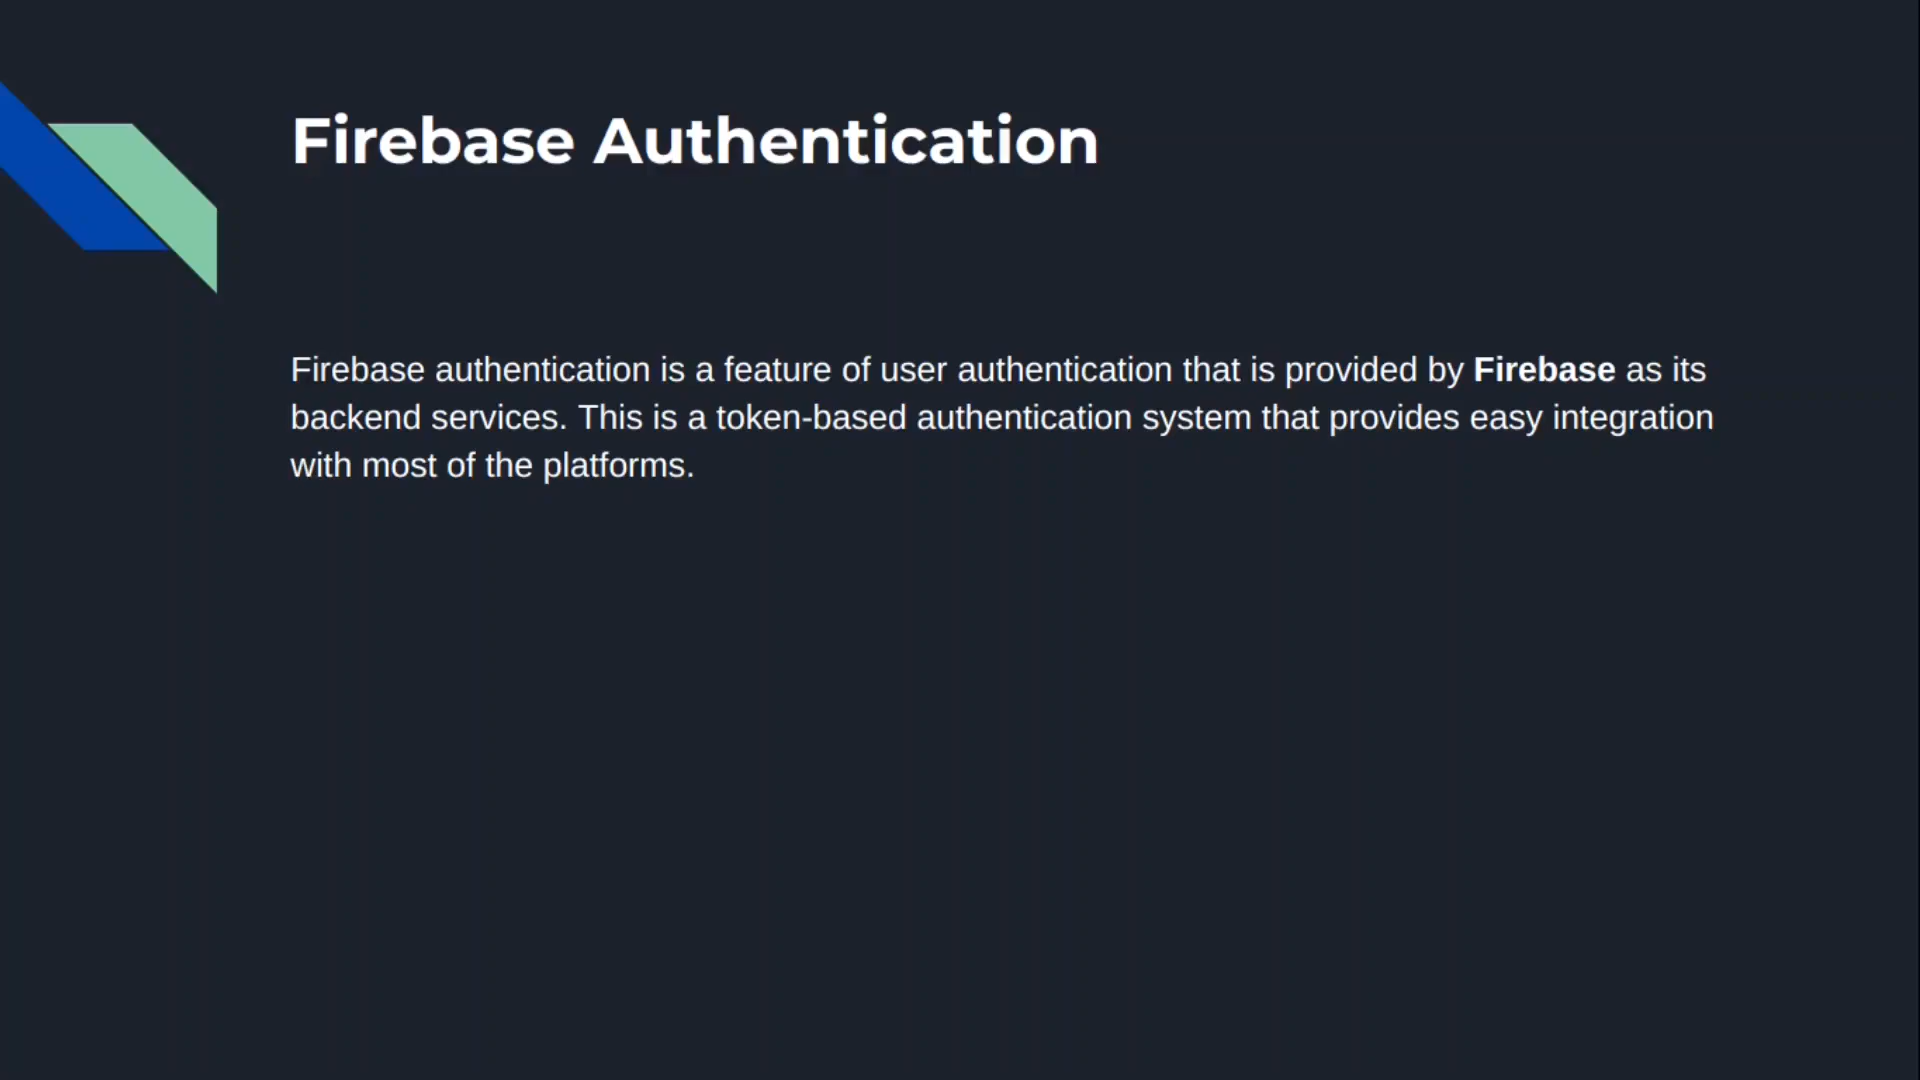 Firebase Authentication
Firebase authentication is a feature of user authentication that is provided by Firebase as its
backend services. This is a token-based authentication system that provides easy integration
with most of the platforms.